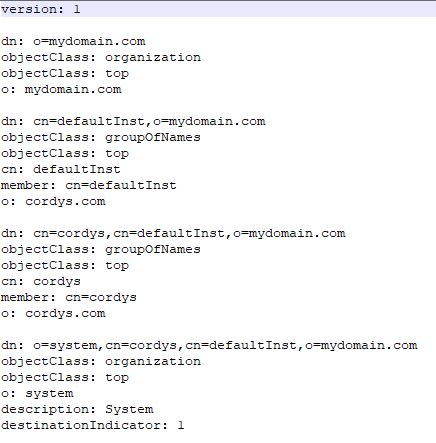 version: 1
dn: o=mydomain.com
objectClass: organization
objectClass: top
o: mydomain.com
dn: cn=defaultInst,o=mydomain.com
objectClass: groupOfNames
objectClass: top
cn: defaultInst
member: cn=defaultInst
o: cordys.com
dn: cn=cordys,cn=defaultInst,o=mydomain.com
objectClass: groupOfNames
objectClass: top
cn: cordys
member: cn=cordys
o: cordys.com
dn: o=system,cn=cordys,cn=defaultInst,o=mydomain.com
objectClass: organization
objectClass: top
o: system
description: System
destinationIndicator: 1